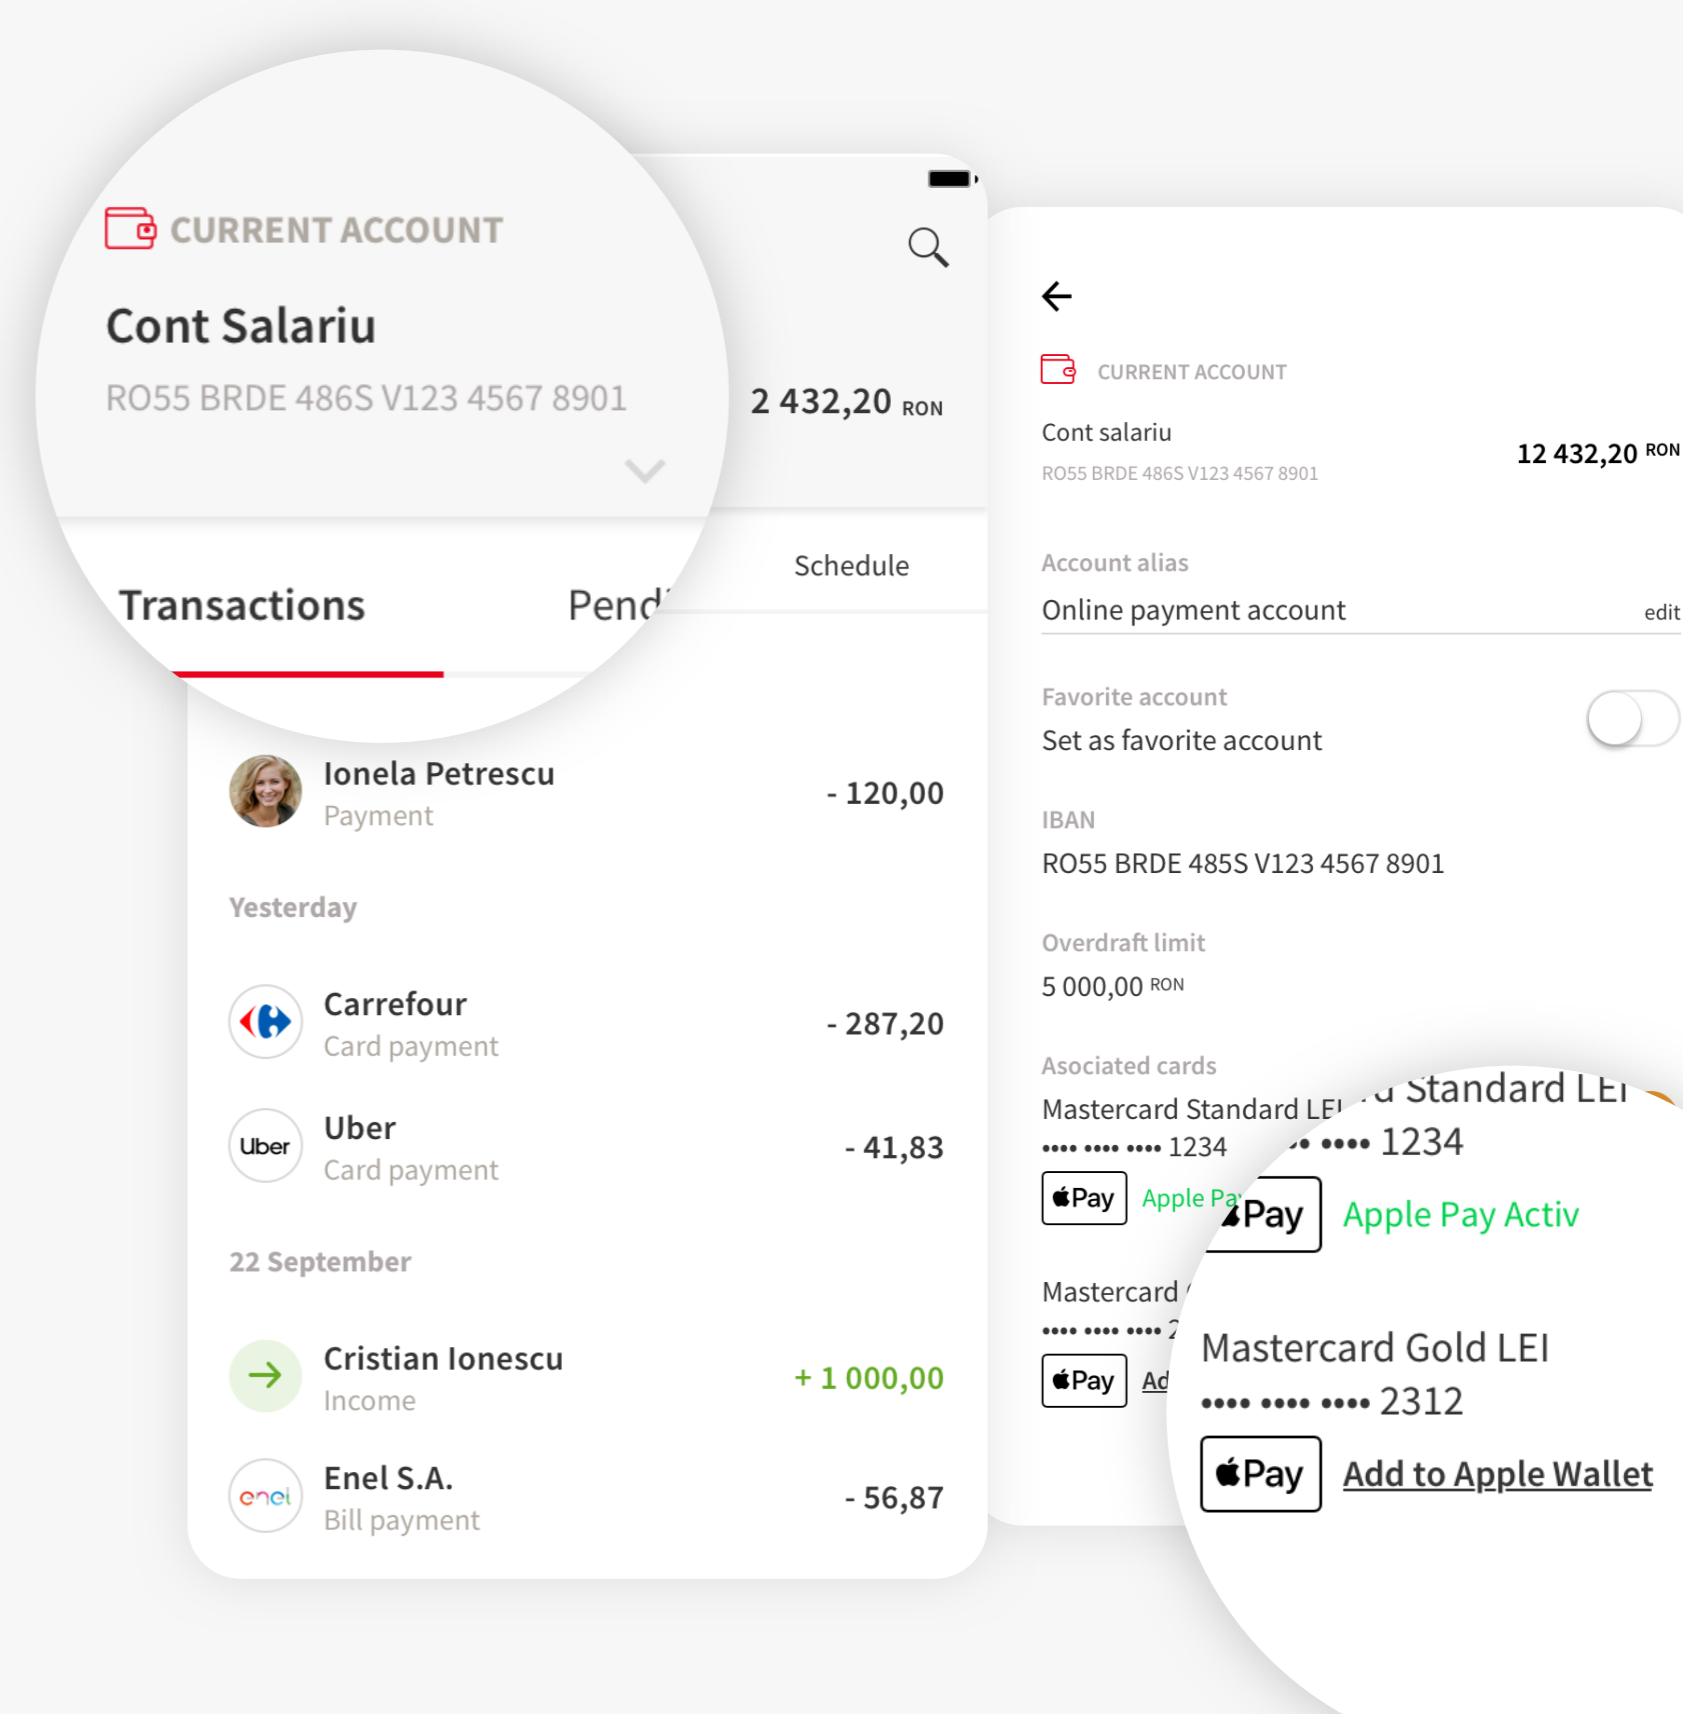 CURRENT ACCOUNT
Cont Salariu
RO55 BRDE 486S V123 4567 8901
2 432,20 RON
Transactions
Schedule
Ionela Petrescu
Payment
- 120,00
Yesterday
Carrefour
Card payment
- 287,20
Uber
Uber
Card payment
- 41,83
22 September
Cristian Ionescu
Income
+ 1 000,00
enel
Enel S.A.
Bill payment
- 56,87
CURRENT ACCOUNT
Cont salariu
RO55 BRDE 486S V123 4567 8901
12 432,20 RON
Account alias
Online payment account
edit
Favorite account
Set as favorite account
IBAN
RO55 BRDE 485S V123 4567 8901
Overdraft limit
5 000,00 RON
Asociated cards
Mastercard Standard LEI
•••• •••• •••• 1234
Pay Apple
Mastercard
•••• •••• ••••
Pay
Standard LEI
•••• 1234
Pay Apple Pay Activ
Mastercard Gold LEI
•••• •••• •••• 2312
Pay Add to Apple Wallet